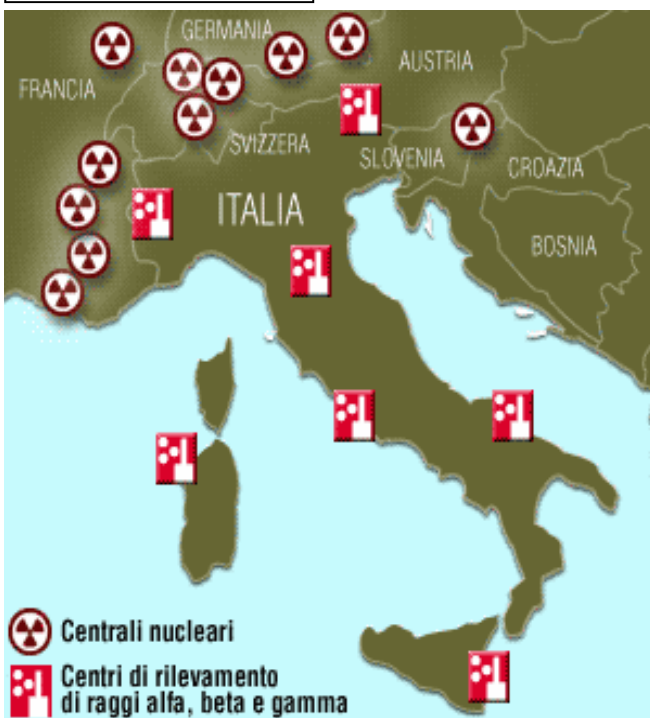 GERMANIA
AUSTRIA
FRANCIA
SVIZZERA
SLOVENIA
CROAZIA
ITALIA
BOSNIA
Centrali nucleari
Centri di rilevamento
di raggi alfa, beta e gamma